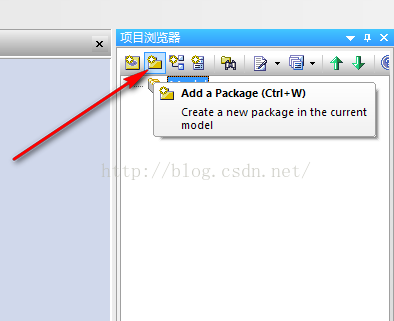 项目浏览器
Add a Package (Ctrl+W)
Create a new package in the current
model
http://blog.csdn.net/